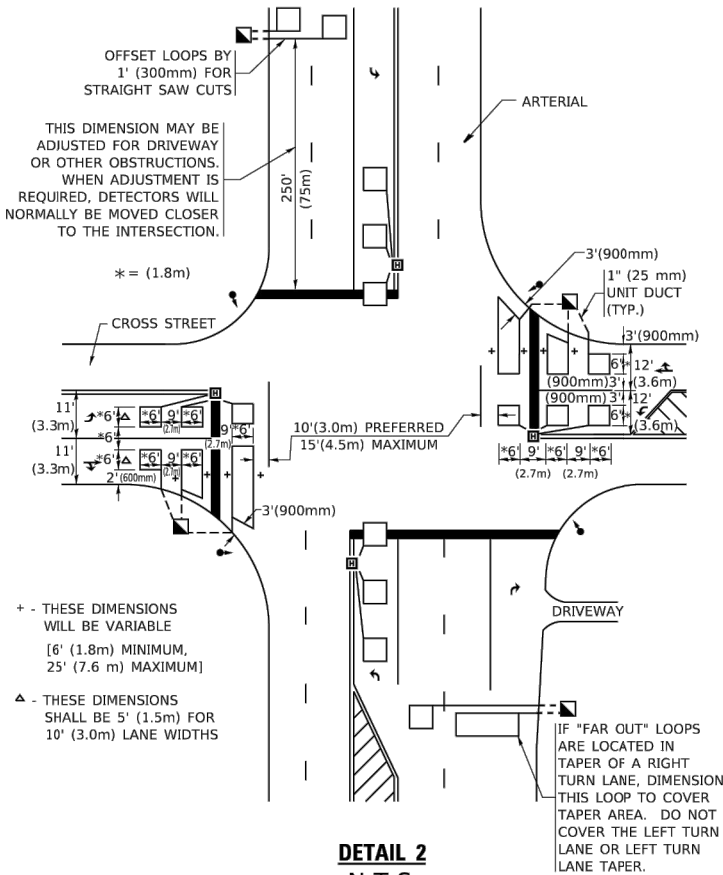 OFFSET LOOPS BY
1' (300mm) FOR
STRAIGHT SAW CUTS
THIS DIMENSION MAY BE
ADJUSTED FOR DRIVEWAY
OR OTHER OBSTRUCTIONS.
WHEN ADJUSTMENT IS
REQUIRED, DETECTORS WILL
NORMALLY BE MOVED CLOSER
TO THE INTERSECTION.
* = (1.8m)
250'
(75m)
ARTERIAL
H
3'(900mm)
1" (25 mm)
UNIT DUCT
(TYP.)
CROSS STREET
+ + + +
3'(900mm)
6'* 12'
(3.6m)
(900mm) 3'
(900mm) 3' 12'
6'*
(3.6m)
H
*6' 9' *6' 9' *6'
(2.7m) (2.7m)
H
11'
(3.3m)
*6' Δ *6' 9' *6'
(2.7m)
*6'
9' *6'
(2.7m)
11'
(3.3m)
*6' Δ *6' 9' *6'
(2.7m)
2' (600mm)
+ + +
10'(3.0m) PREFERRED
15'(4.5m) MAXIMUM
3'(900mm)
H
DRIVEWAY
+ - THESE DIMENSIONS
WILL BE VARIABLE
[6' (1.8m) MINIMUM,
25' (7.6 m) MAXIMUM]
Δ - THESE DIMENSIONS
SHALL BE 5' (1.5m) FOR
10' (3.0m) LANE WIDTHS
IF "FAR OUT" LOOPS
ARE LOCATED IN
TAPER OF A RIGHT
TURN LANE, DIMENSION
THIS LOOP TO COVER
TAPER AREA. DO NOT
COVER THE LEFT TURN
LANE OR LEFT TURN
LANE TAPER.
DETAIL 2